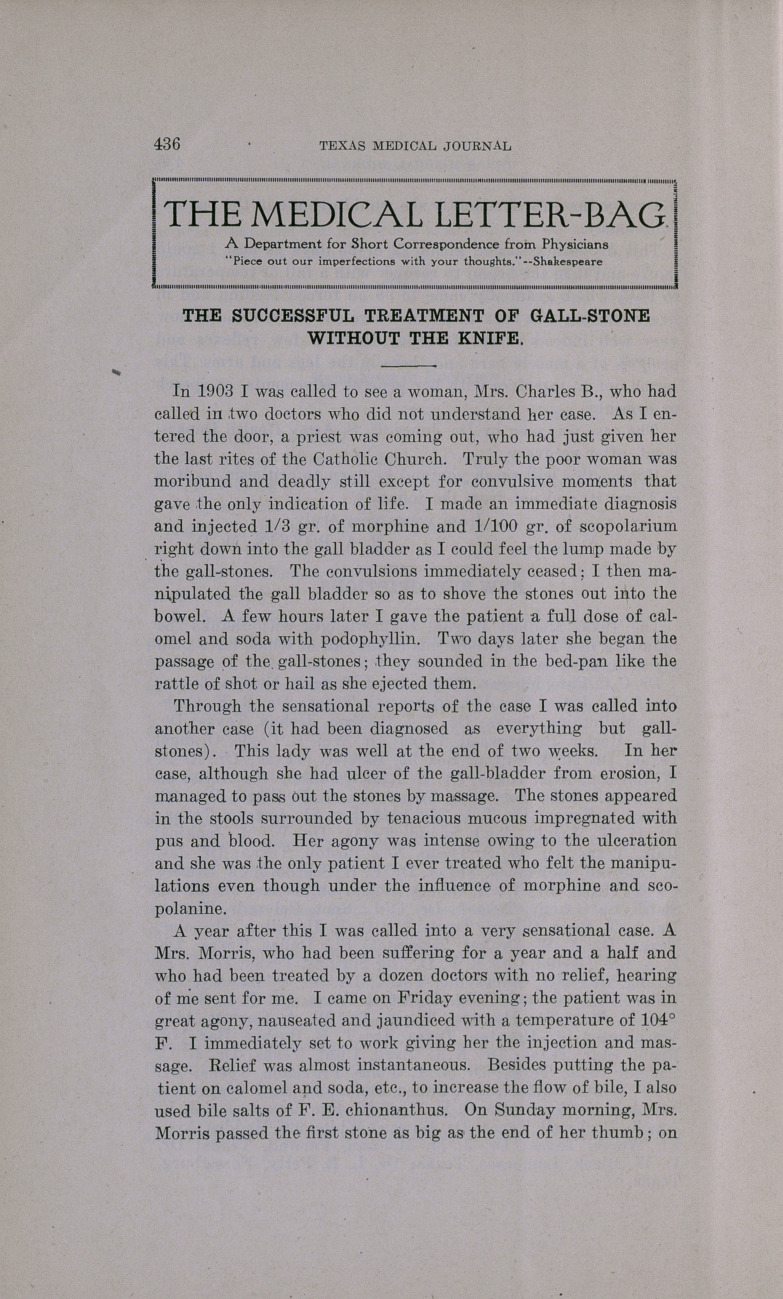 436 TEXAS MEDICAL JOURNAL
THE MEDICAL LETTER-BAG
A Department for Short Correspondence from Physicians
"Piece out our imperfections with your thoughts."--Shakespeare
THE SUCCESSFUL TREATMENT OF GALL-STONE
WITHOUT THE KNIFE.
In 1903 I was called to see a woman, Mrs. Charles B., who had
called in two doctors who did not understand her case. As I en-
tered the door, a priest was coming out, who had just given her
the last rites of the Catholic Church. Truly the poor woman was
moribund and deadly still except for convulsive moments that
gave the only indication of life. I made an immediate diagnosis
and injected 1/3 gr. of morphine and 1/100 gr. of scopolarium
right down into the gall bladder as I could feel the lump made by
the gall-stones. The convulsions immediately ceased; I then ma-
nipulated the gall bladder so as to shove the stones out into the
bowel. A few hours later I gave the patient a full dose of cal-
omel and soda with podophyllin. Two days later she began the
passage of the gall-stones; they sounded in the bed-pan like the
rattle of shot or hail as she ejected them.
Through the sensational reports of the case I was called into
another case (it had been diagnosed as everything but gall-
stones). This lady was well at the end of two weeks. In her
case, although she had ulcer of the gall-bladder from erosion, I
managed to pass out the stones by massage. The stones appeared
in the stools surrounded by tenacious mucous impregnated with
pus and blood. Her agony was intense owing to the ulceration
and she was the only patient I ever treated who felt the manipu-
lations even though under the influence of morphine and sco-
polanine.
A year after this I was called into a very sensational case. A
Mrs. Morris, who had been suffering for a year and a half and
who had been treated by a dozen doctors with no relief, hearing
of me sent for me. I came on Friday evening; the patient was in
great agony, nauseated and jaundiced with a temperature of 104°
F. I immediately set to work giving her the injection and mas-
sage. Relief was almost instantaneous. Besides putting the pa-
tient on calomel and soda, etc., to increase the flow of bile, I also
used bile salts of F. E. chionanthus. On Sunday morning, Mrs.
Morris passed the first stone as big as the end of her thumb; on